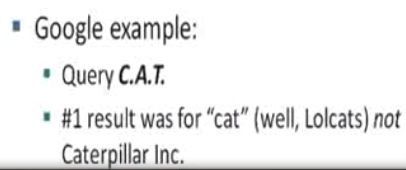 Google example:
Query C.A.T.
#1 result was for “cat” (well, Lolcats) not
Caterpillar Inc.